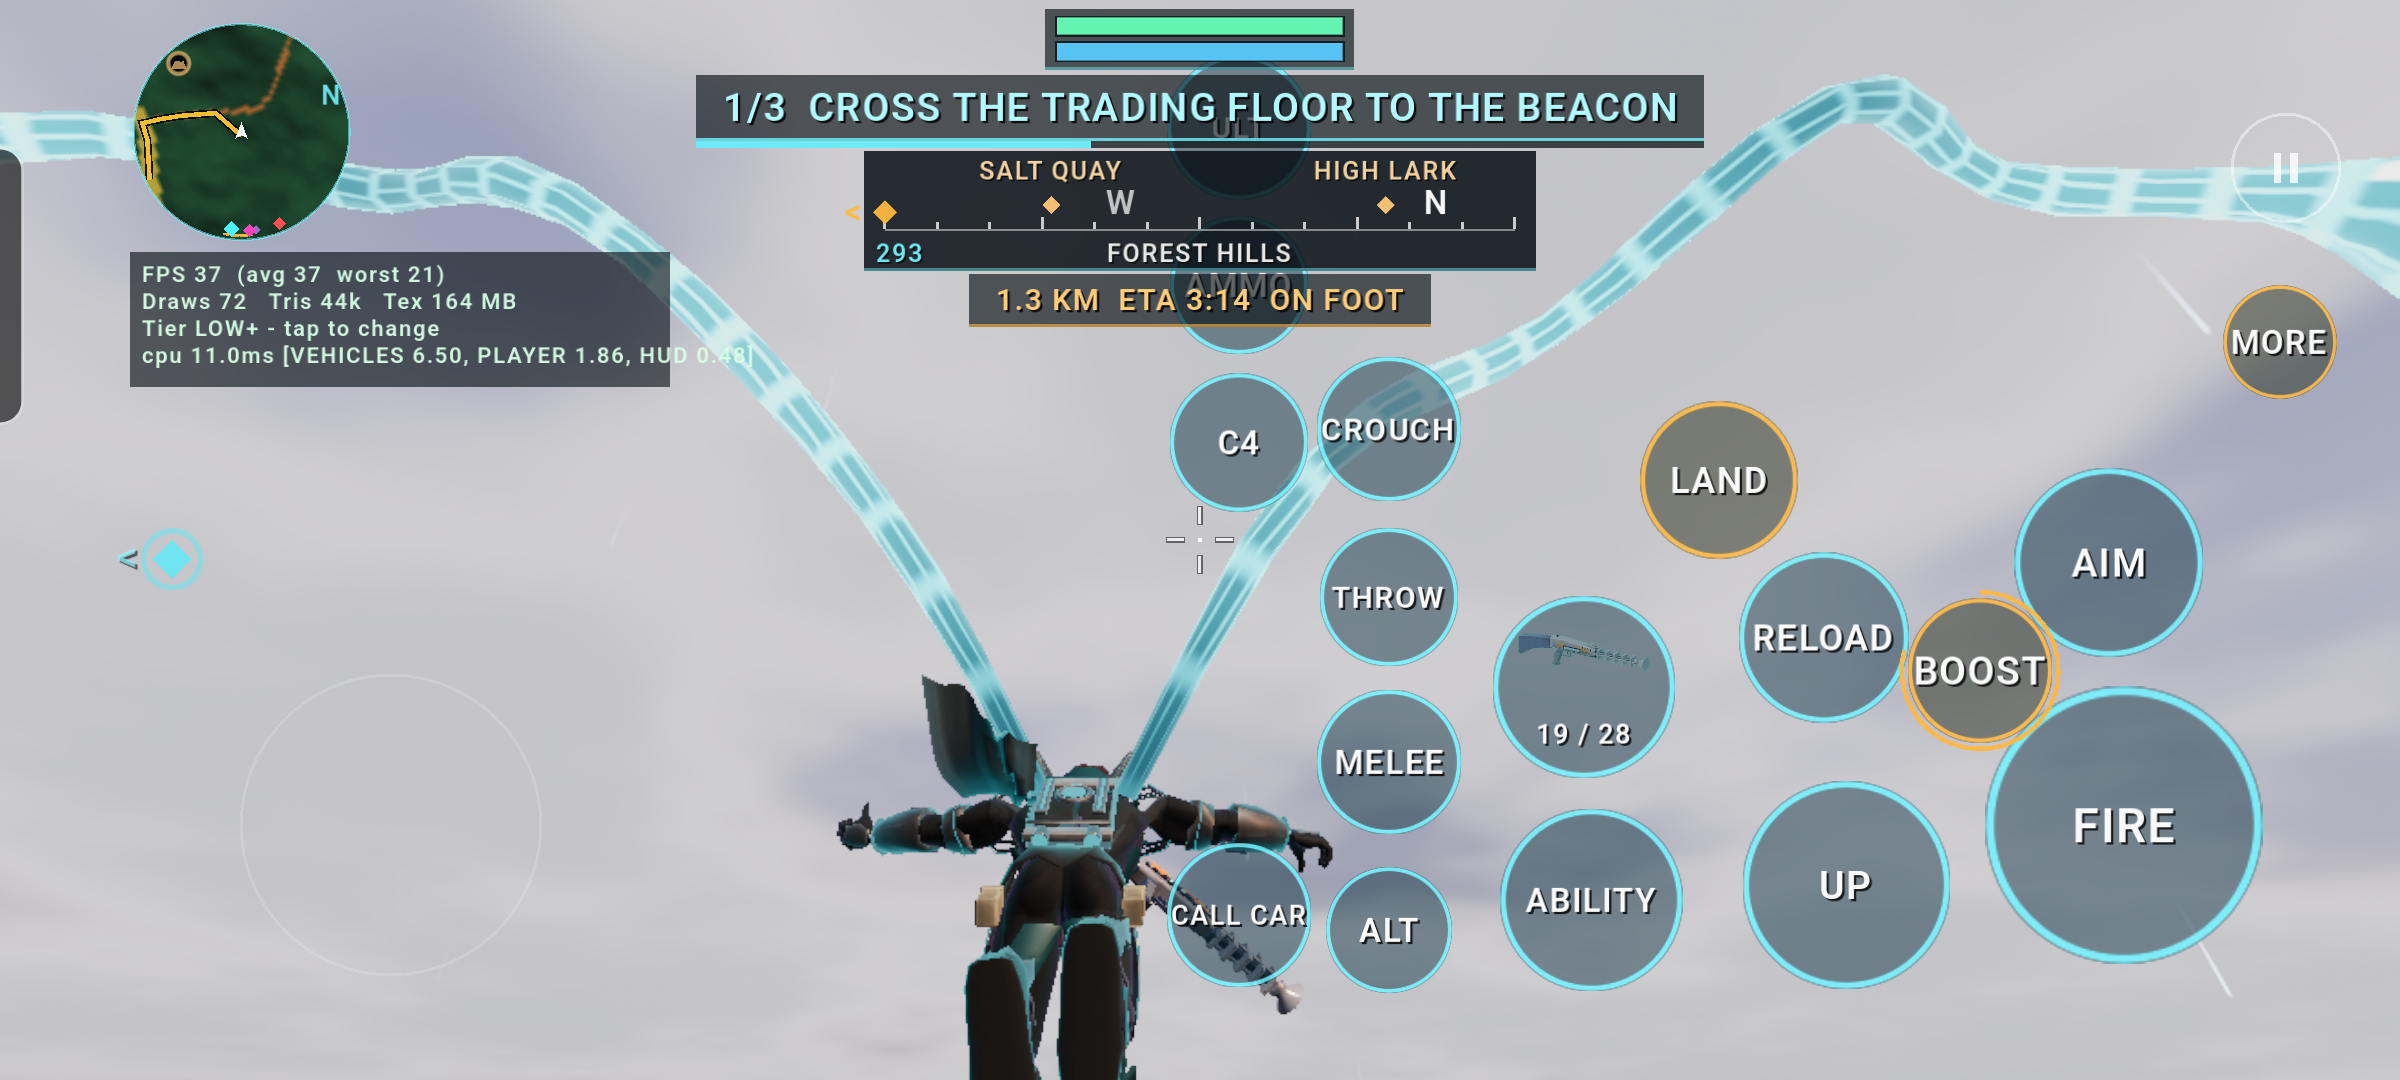 N
1/3 CROSS THE TRADING FLOOR TO THE BEACON
ULT
SALT QUAY
HIGH LARK
< W N
293
FOREST HILLS
AMMO
1.3 KM ETA 3:14 ON FOOT
FPS 37 (avg 37 worst 21)
Draws 72 Tris 44k Tex 164 MB
Tier LOW+ - tap to change
cpu 11.0ms [VEHICLES 6.50, PLAYER 1.86, HUD 0.48]
MORE
C4
CROUCH
LAND
<
AIM
THROW
RELOAD
BOOST
19 / 28
MELEE
FIRE
CALL CAR
ALT
ABILITY
UP